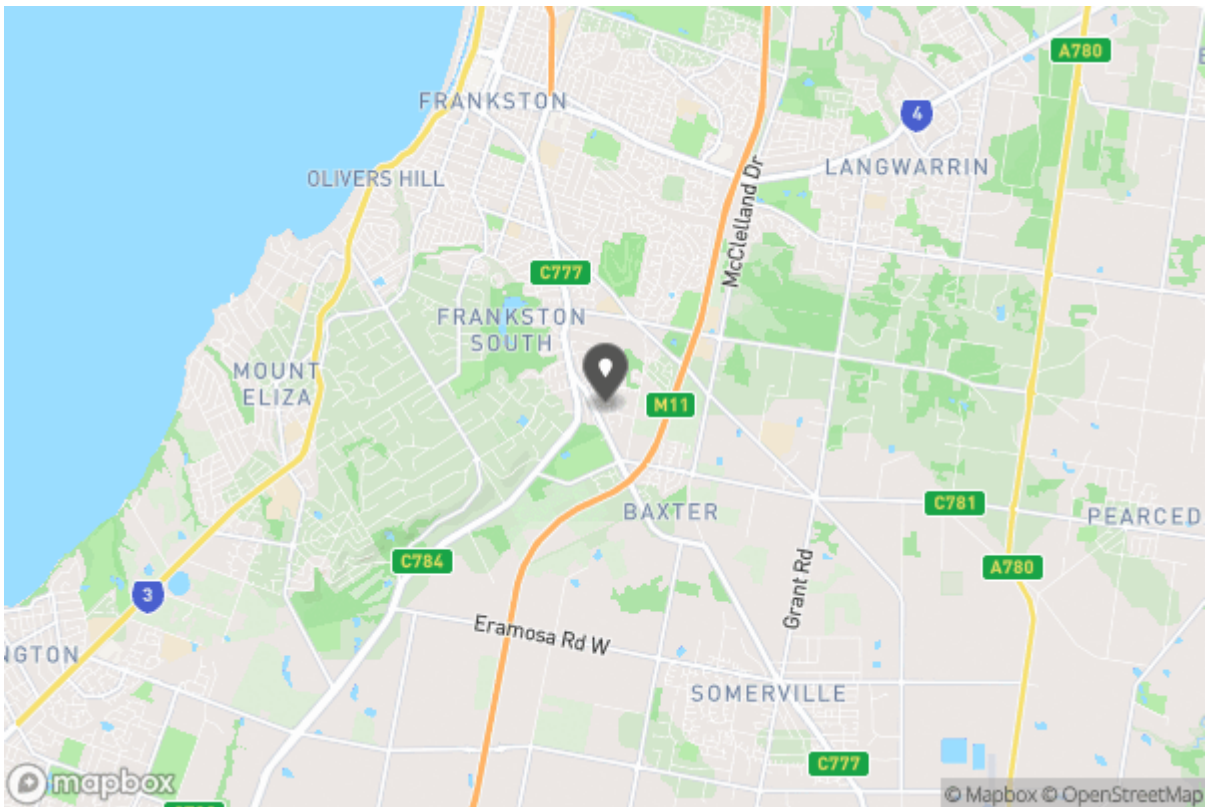 A780
4
FRANKSTON
LANGWARRIN
OLIVERS HILL
McClelland Dr
C777
FRANKSTON
SOUTH
MOUNT
ELIZA
M11
C781
BAXTER
PEARCED
C784
A780
3
Grant Rd
Eramosa Rd W
NGTON
SOMERVILLE
C777
mapbox
© Mapbox © OpenStreetMap